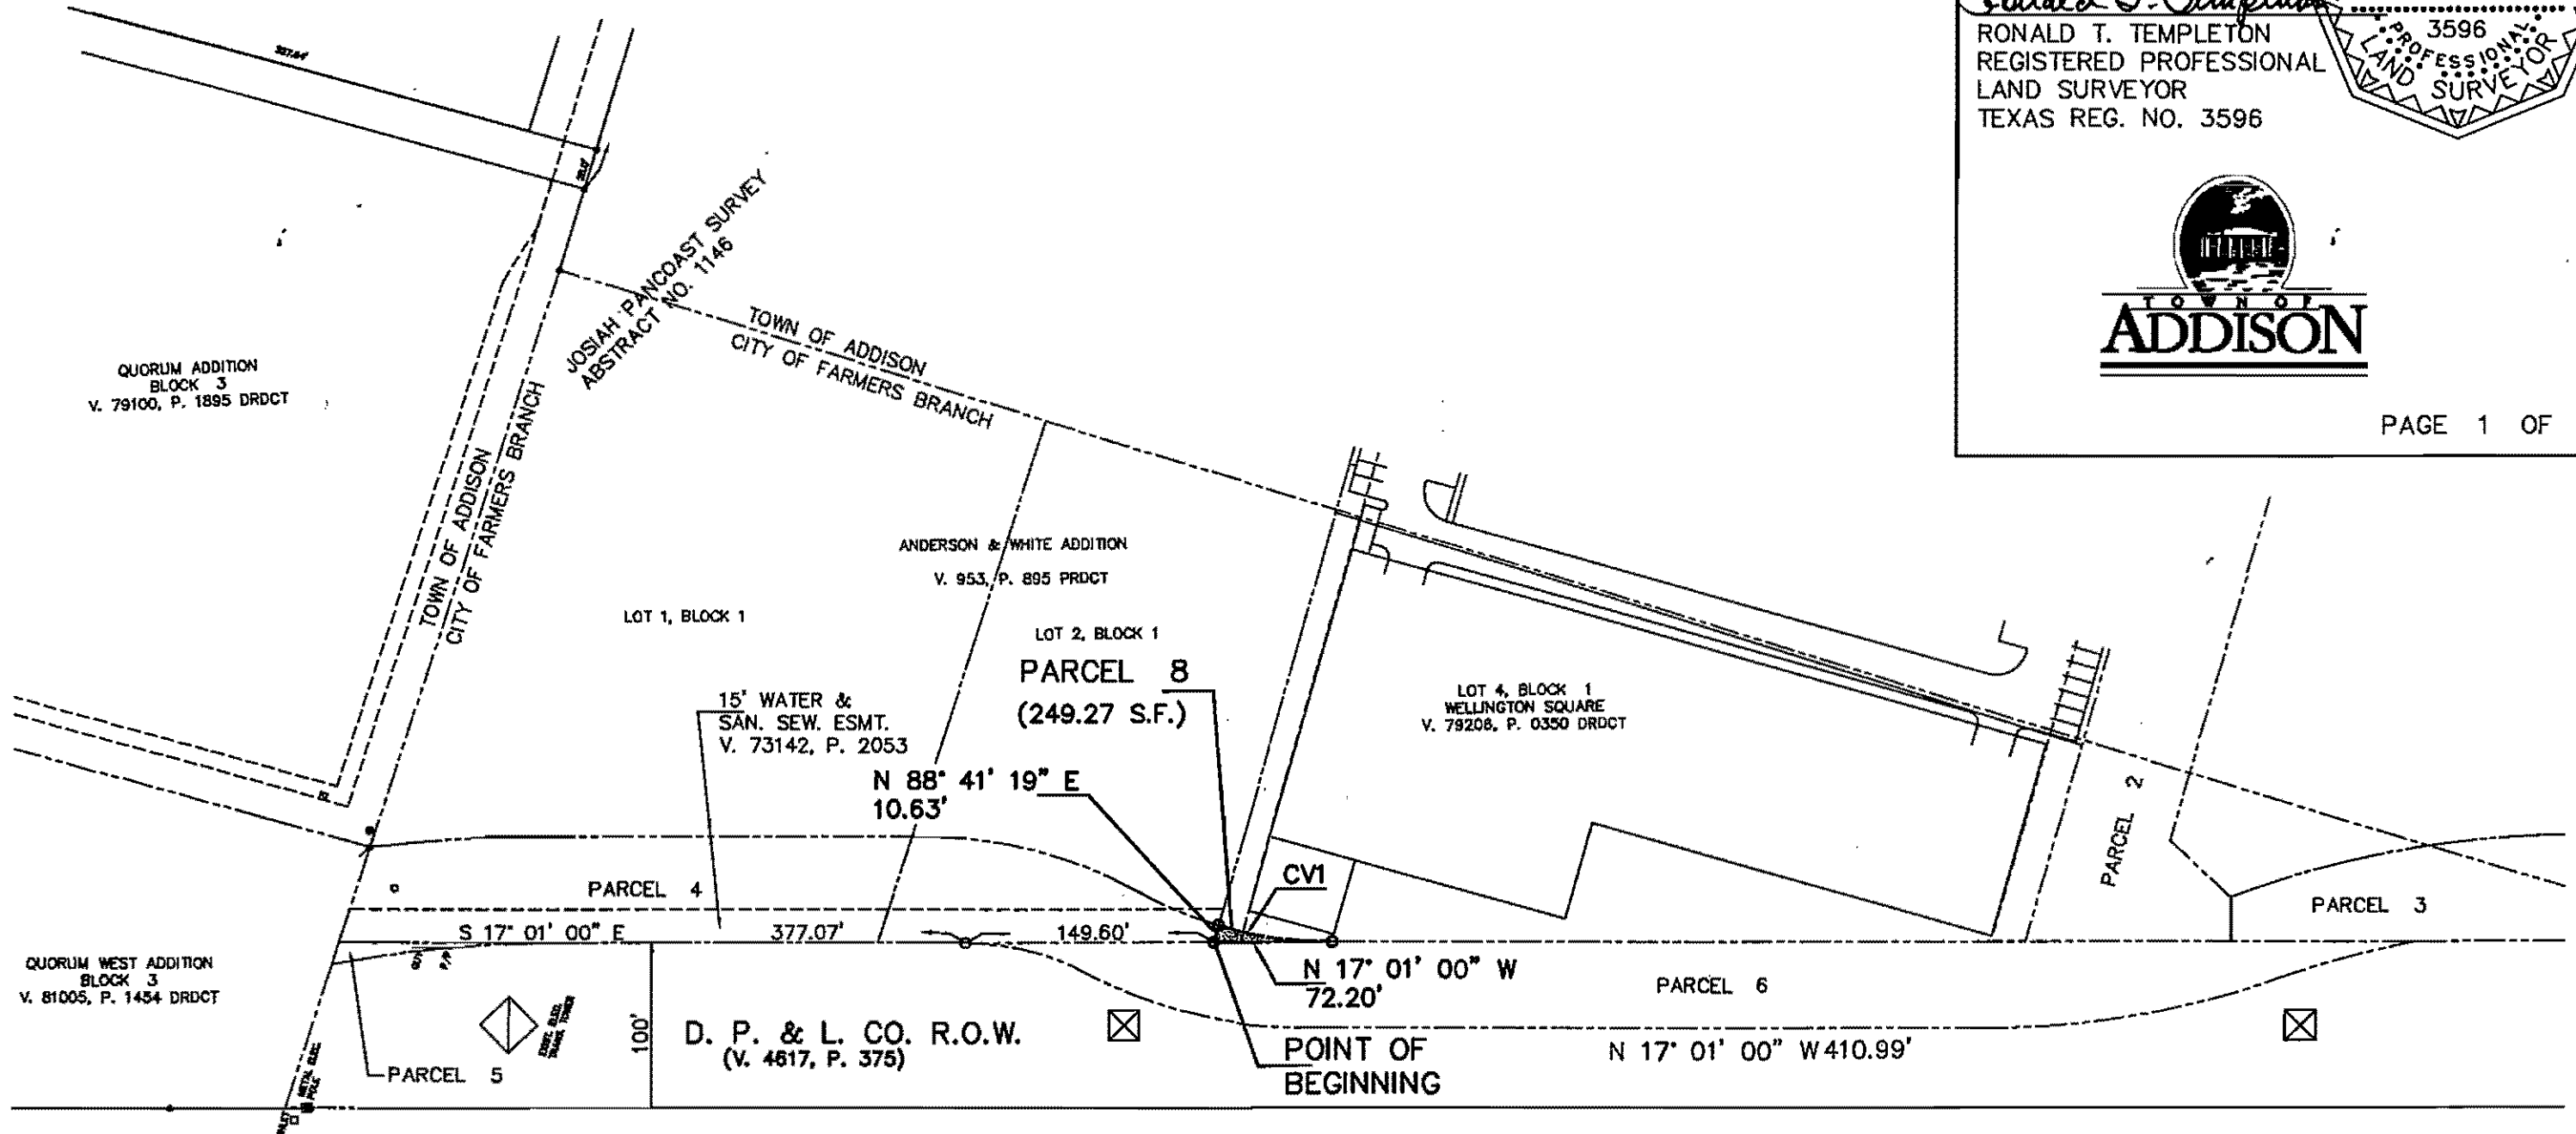 3596
PROFESSIONAL
LAND SURVEYOR
RONALD T. TEMPLETON
REGISTERED PROFESSIONAL
LAND SURVEYOR
TEXAS REG. NO. 3596
TOWN OF
ADDISON
PAGE 1 OF
JOSIAH PANCOAST SURVEY
ABSTRACT NO. 1146
TOWN OF ADDISON
CITY OF FARMERS BRANCH
QUORUM ADDITION
BLOCK 3
V. 79100, P. 1895 DRDCT
TOWN OF ADDISON
CITY OF FARMERS BRANCH
ANDERSON & WHITE ADDITION
V. 953, P. 895 PRDCT
LOT 1, BLOCK 1
LOT 2, BLOCK 1
PARCEL 8
(249.27 S.F.)
LOT 4, BLOCK 1
WELLINGTON SQUARE
V. 79208, P. 0350 DRDCT
15' WATER &
SAN. SEW. ESMT.
V. 73142, P. 2053
N 88° 41' 19" E
10.63'
PARCEL 2
CV1
PARCEL 4
PARCEL 3
S 17° 01' 00" E 377.07' 149.60'
QUORUM WEST ADDITION
BLOCK 3
V. 81005, P. 1454 DRDCT
N 17° 01' 00" W
72.20'
PARCEL 6
100'
D. P. & L. CO. R.O.W.
(V. 4617, P. 375)
PARCEL 5
POINT OF
BEGINNING
N 17° 01' 00" W 410.99'
METAL ELEC.
POLE